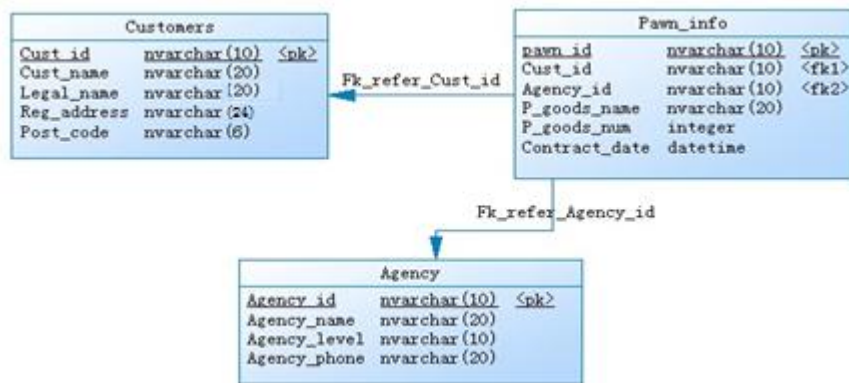 Customers
Cust_id nvarchar(10) <pk>
Cust_name nvarchar(20)
Legal_name nvarchar(20)
Reg_address nvarchar(24)
Post_code nvarchar(6)
Fk_refer_Cust_id
Pawn_info
pawn_id nvarchar(10) <pk>
Cust_id nvarchar(10) <fk1>
Agency_id nvarchar(10) <fk2>
P_goods_name nvarchar(20)
P_goods_num integer
Contract_date datetime
Fk_refer_Agency_id
Agency
Agency_id nvarchar(10) <pk>
Agency_name nvarchar(20)
Agency_level nvarchar(10)
Agency_phone nvarchar(20)